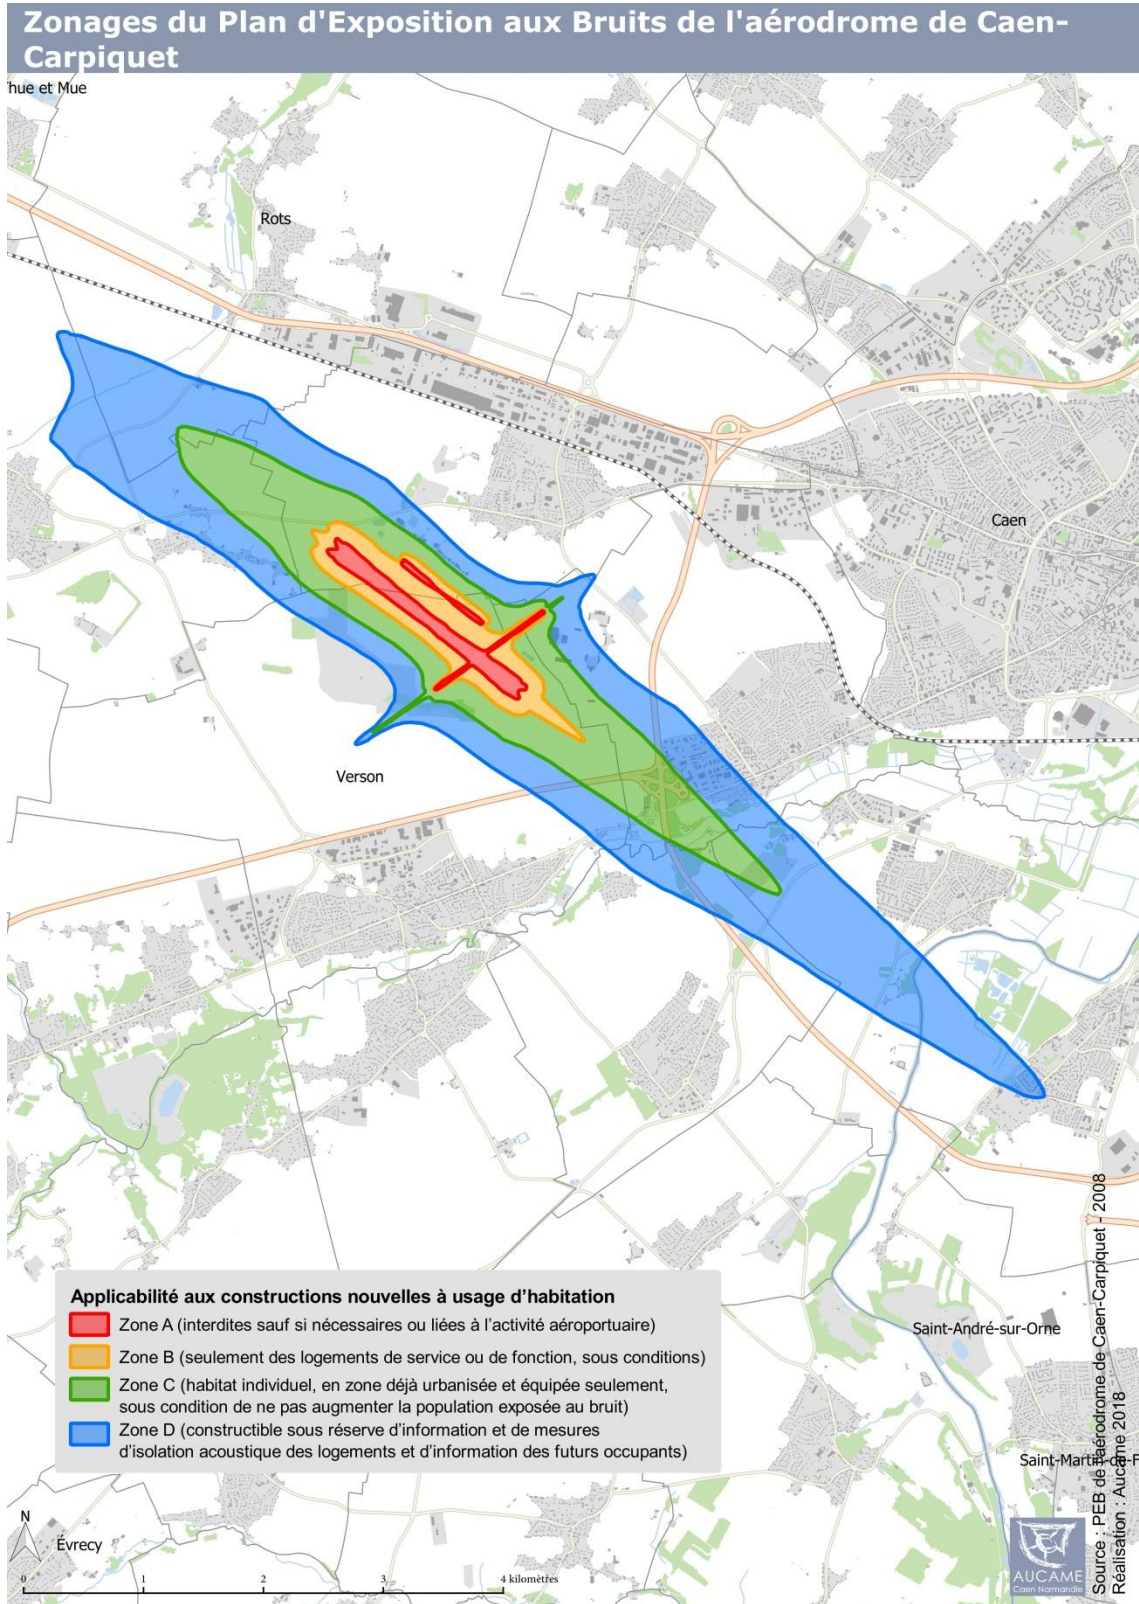 Zonages du Plan d'Exposition aux Bruits de l'aérodrome de Caen-
Carpiquet
hue et Mue
Rots
Caen
Verson
Applicabilité aux constructions nouvelles à usage d’habitation
Zone A (interdites sauf si nécessaires ou liées à l’activité aéroportuaire)
Zone B (seulement des logements de service ou de fonction, sous conditions)
Zone C (habitat individuel, en zone déjà urbanisée et équipée seulement,
sous condition de ne pas augmenter la population exposée au bruit)
Zone D (constructible sous réserve d’information et de mesures
d’isolation acoustique des logements et d’information des futurs occupants)
Saint-André-sur-Orne
Saint-Martin-de-F
N
Évrecy
0 1 2 3 4 kilomètres
AUCAME
Caen Normandie
Source : PEB de l'aérodrome de Caen-Carpiquet - 2008
Réalisation : Aucame 2018